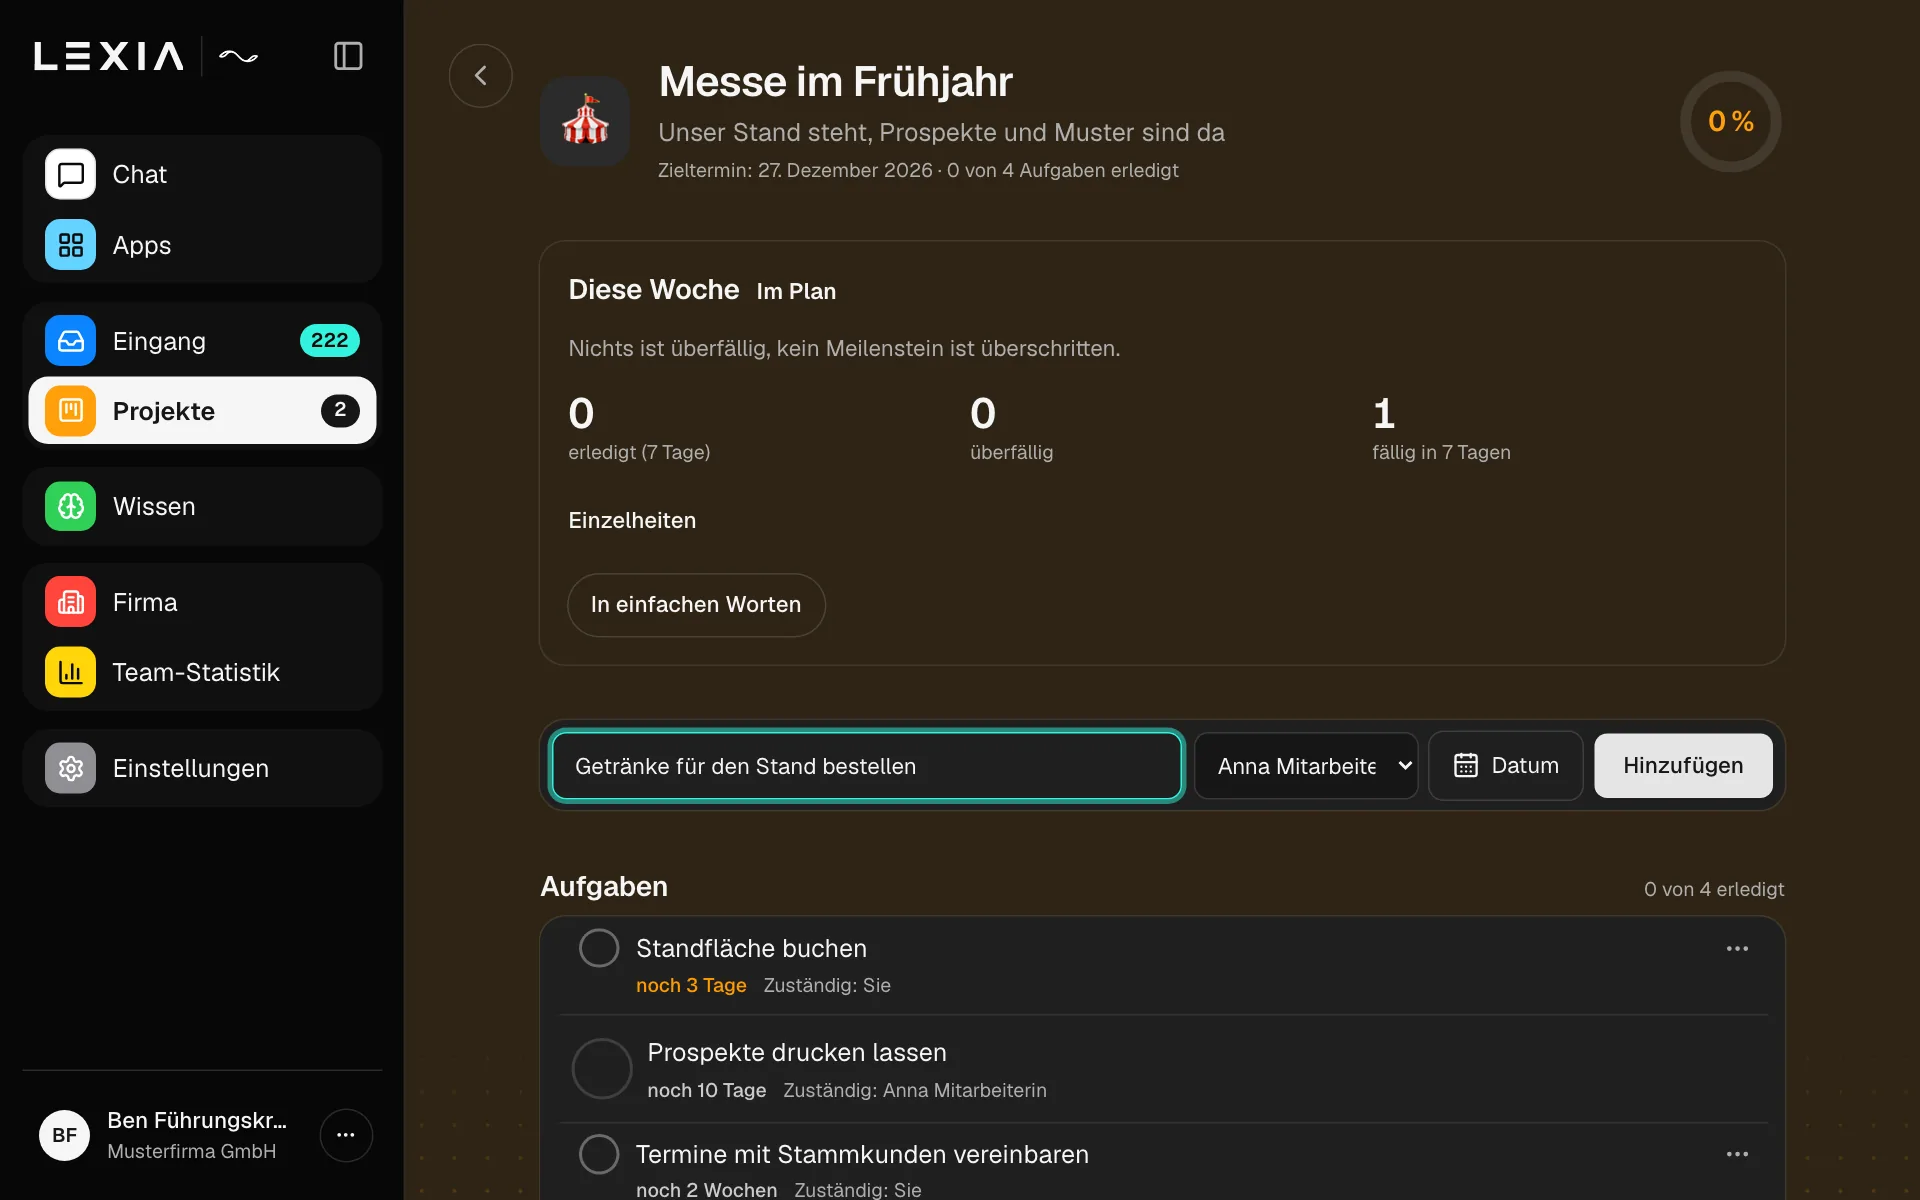 LEXIA
Chat
Apps
Eingang 222
Projekte 2
Wissen
Firma
Team-Statistik
Einstellungen
BF Ben Führungskr...
Musterfirma GmbH
Messe im Frühjahr
Unser Stand steht, Prospekte und Muster sind da
Zieltermin: 27. Dezember 2026 · 0 von 4 Aufgaben erledigt
0 %
Diese Woche Im Plan
Nichts ist überfällig, kein Meilenstein ist überschritten.
0 0 1
erledigt (7 Tage) überfällig fällig in 7 Tagen
Einzelheiten
In einfachen Worten
Getränke für den Stand bestellen Anna Mitarbeite Datum Hinzufügen
Aufgaben 0 von 4 erledigt
Standfläche buchen
noch 3 Tage Zuständig: Sie
Prospekte drucken lassen
noch 10 Tage Zuständig: Anna Mitarbeiterin
Termine mit Stammkunden vereinbaren
noch 2 Wochen Zuständig: Sie